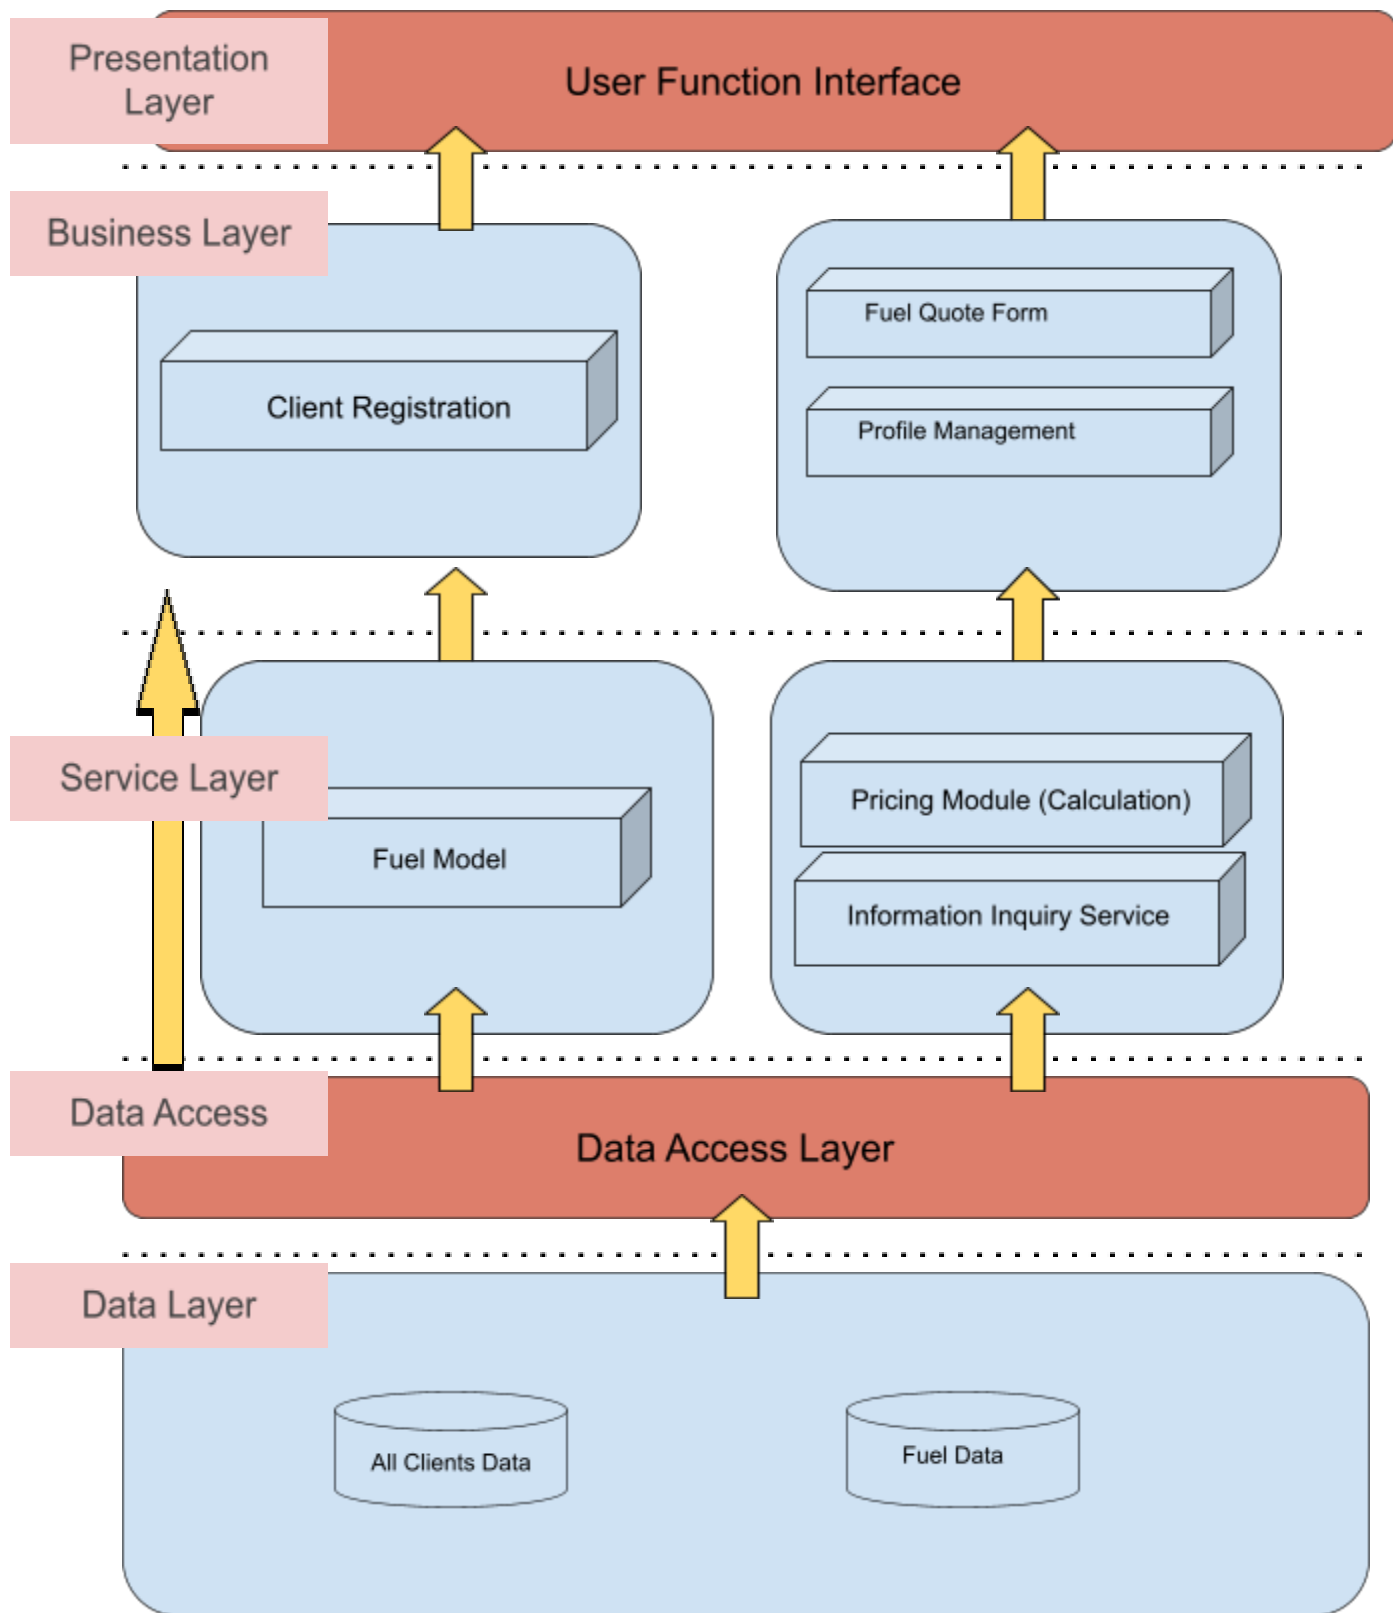 Presentation
Layer
User Function Interface
Business Layer
Client Registration
Fuel Quote Form
Profile Management
Service Layer
Fuel Model
Pricing Module (Calculation)
Information Inquiry Service
Data Access
Data Access Layer
Data Layer
All Clients Data
Fuel Data